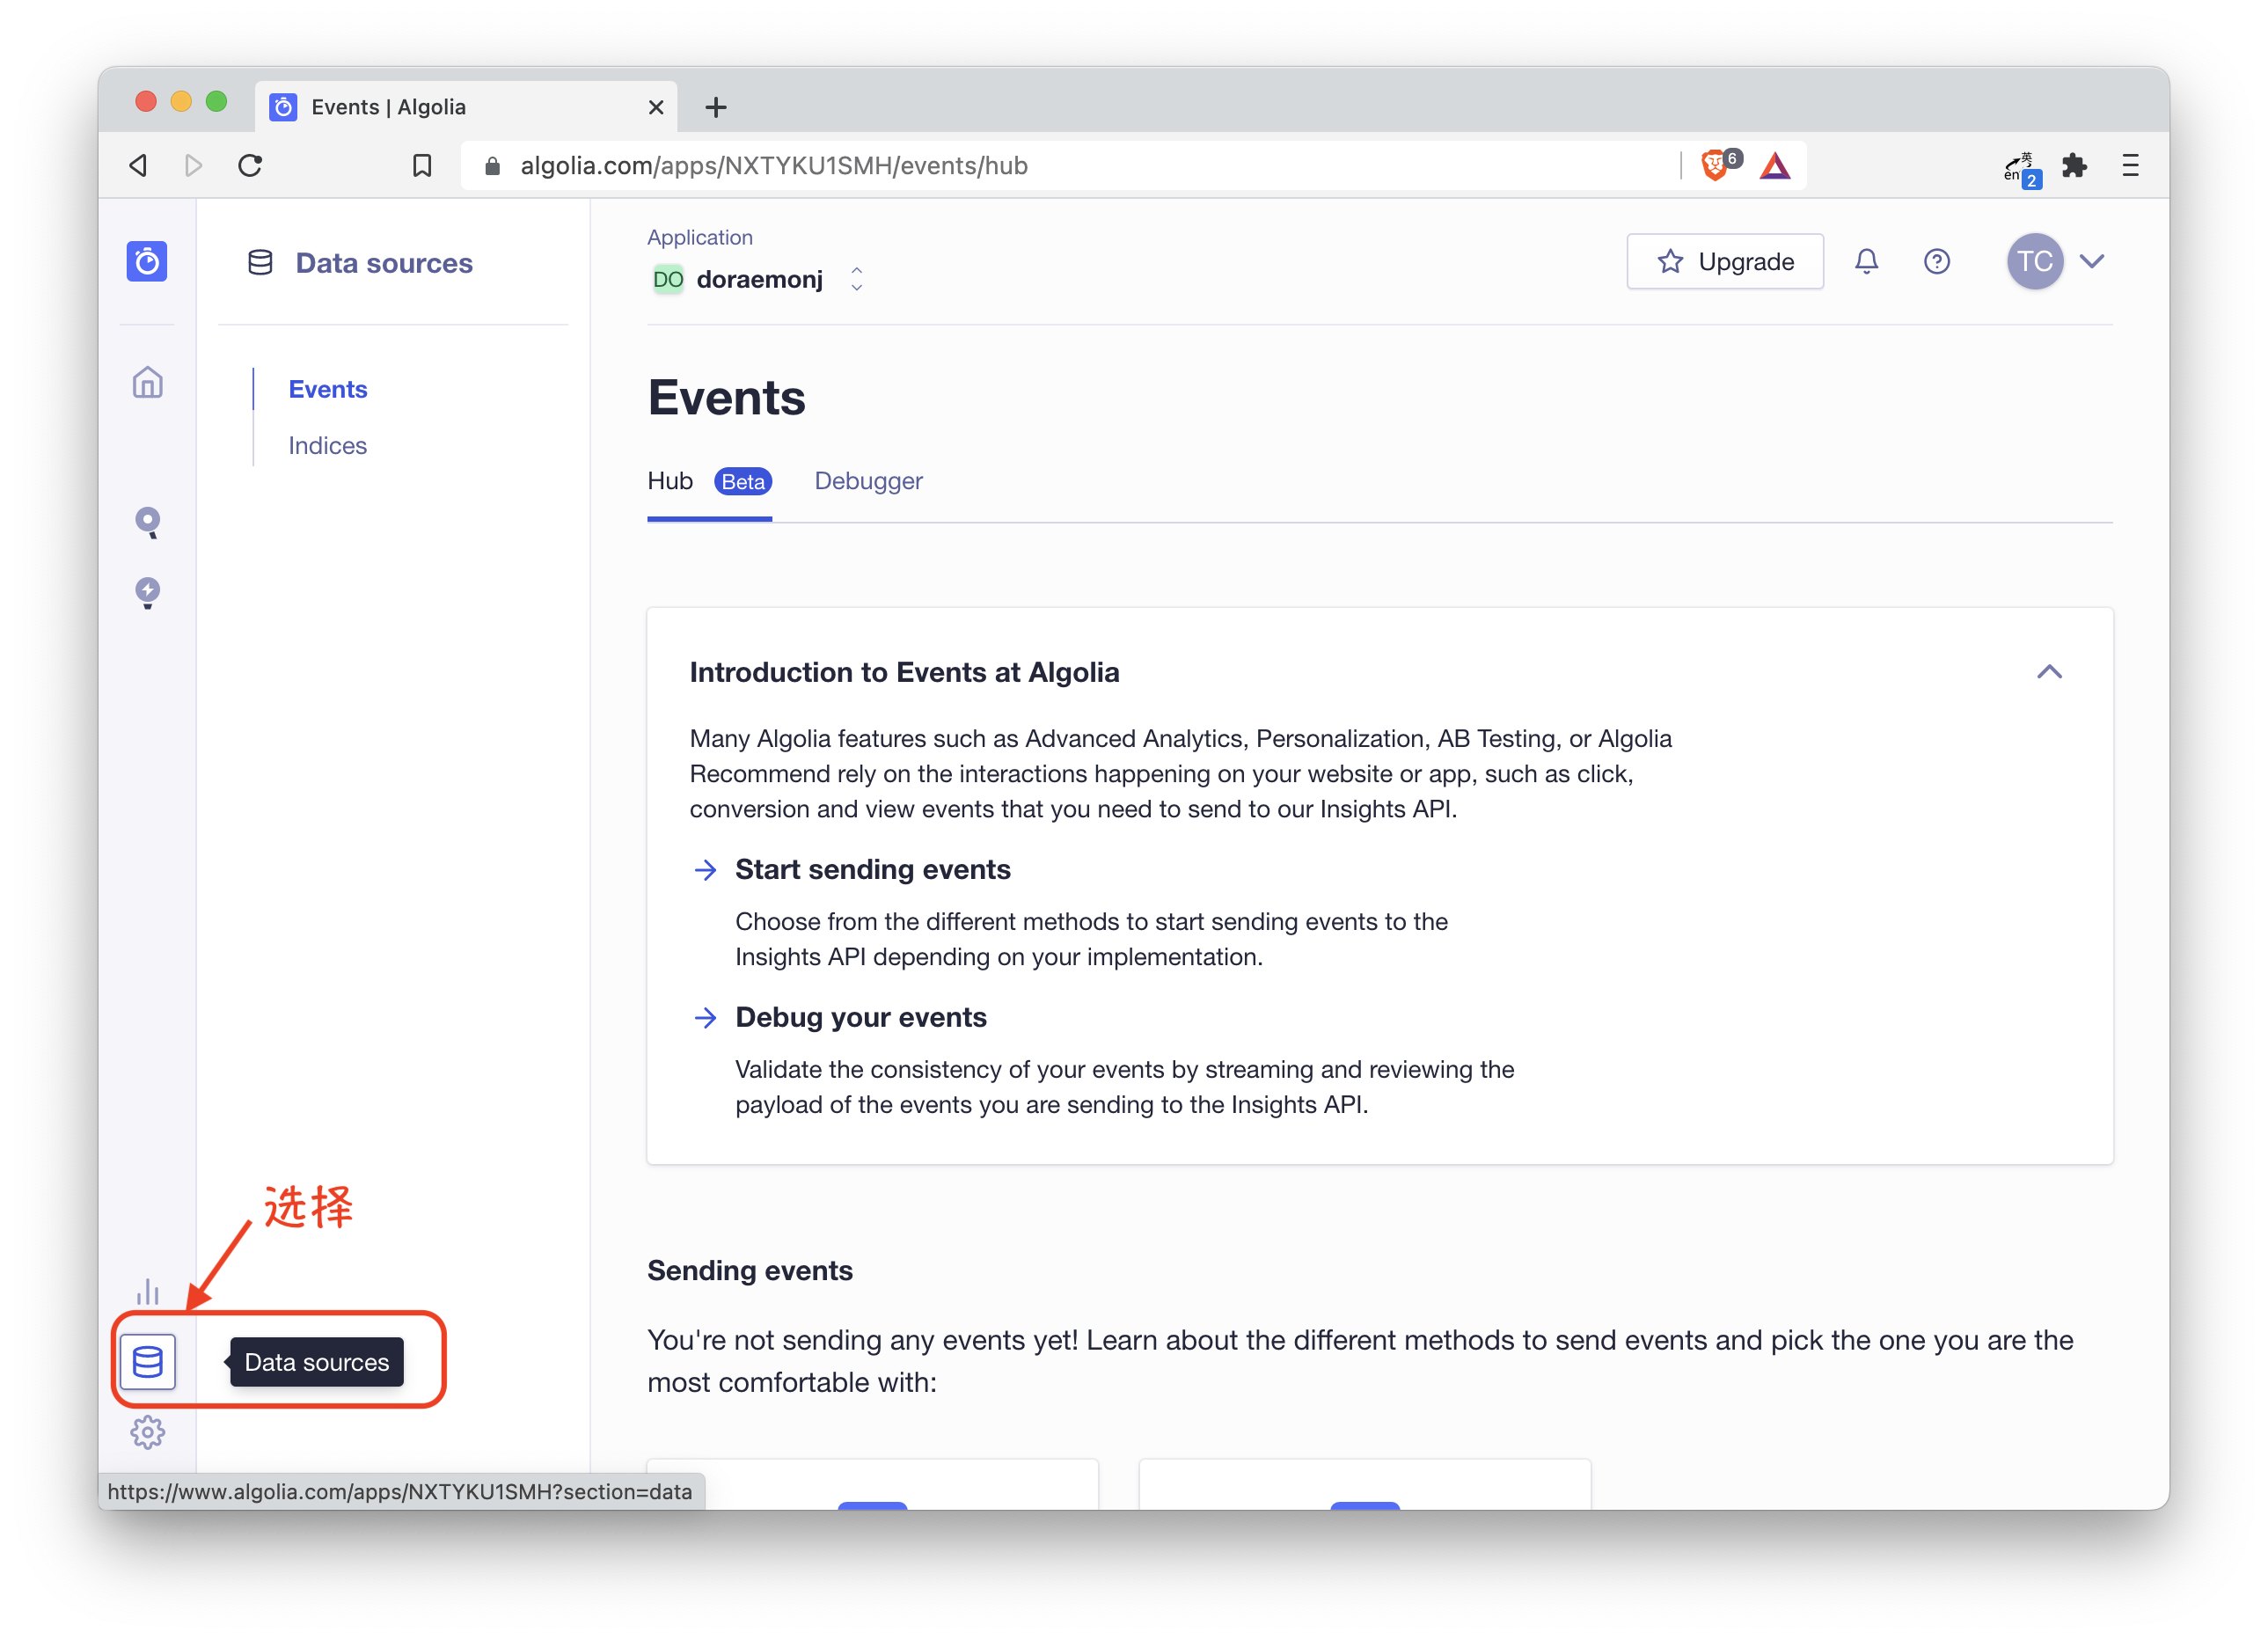 Events | Algolia
algolia.com/apps/NXTYKU1SMH/events/hub
6
英
en
2
Data sources
Application
DO doraemonj
Upgrade
TC
Events
Indices
Events
Hub Beta Debugger
Introduction to Events at Algolia
Many Algolia features such as Advanced Analytics, Personalization, AB Testing, or Algolia
Recommend rely on the interactions happening on your website or app, such as click,
conversion and view events that you need to send to our Insights API.
Start sending events
Choose from the different methods to start sending events to the
Insights API depending on your implementation.
Debug your events
Validate the consistency of your events by streaming and reviewing the
payload of the events you are sending to the Insights API.
选择
Sending events
You're not sending any events yet! Learn about the different methods to send events and pick the one you are the
most comfortable with:
Data sources
https://www.algolia.com/apps/NXTYKU1SMH?section=data